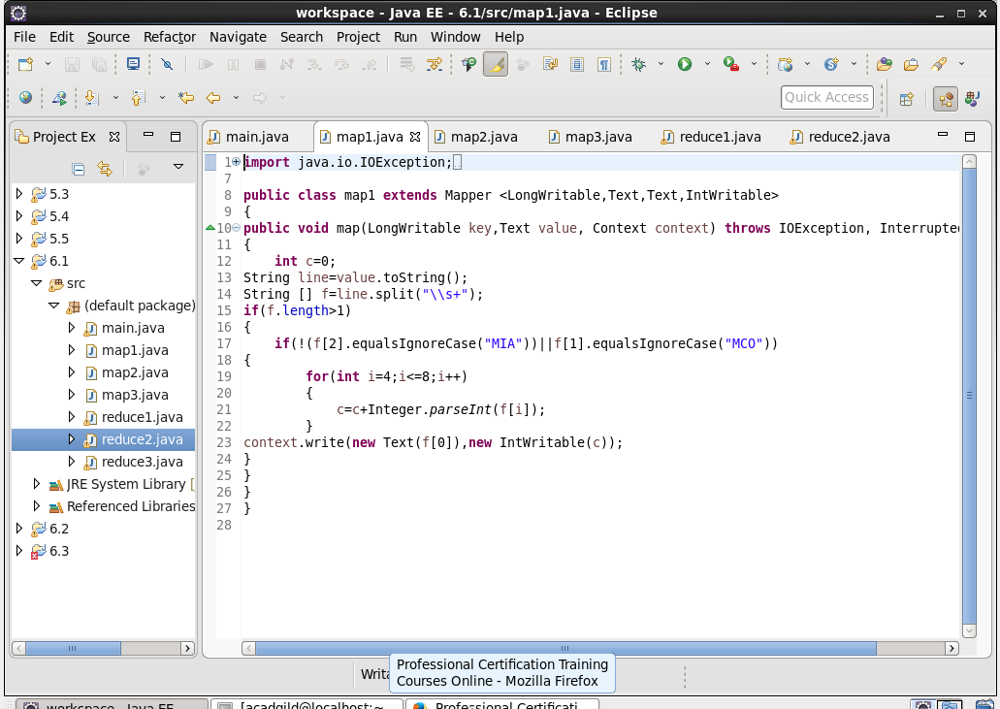 workspace - Java EE - 6.1/src/map1.java - Eclipse
File Edit Source Refactor Navigate Search Project Run Window Help
Quick Access
Project Ex
main.java map1.java map2.java map3.java reduce1.java reduce2.java
5.3
5.4
5.5
6.1
src
(default package)
main.java
map1.java
map2.java
map3.java
reduce1.java
reduce2.java
reduce3.java
JRE System Library [
Referenced Libraries
6.2
6.3
1 import java.io.IOException;
7
8 public class map1 extends Mapper <LongWritable,Text,Text,IntWritable>
9 {
10 public void map(LongWritable key,Text value, Context context) throws IOException, Interrupte
11 {
12 int c=0;
13 String line=value.toString();
14 String [] f=line.split("\\s+");
15 if(f.length>1)
16 {
17 if(!(f[2].equalsIgnoreCase("MIA"))||f[1].equalsIgnoreCase("MCO"))
18 {
19 for(int i=4;i<=8;i++)
20 {
21 c=c+Integer.parseInt(f[i]);
22 }
23 context.write(new Text(f[0]),new IntWritable(c));
24 }
25 }
26 }
27 }
28
Writa
Professional Certification Training
Courses Online - Mozilla Firefox
workspace - Java EE [acadgild@localhost:~ Professional Certificati